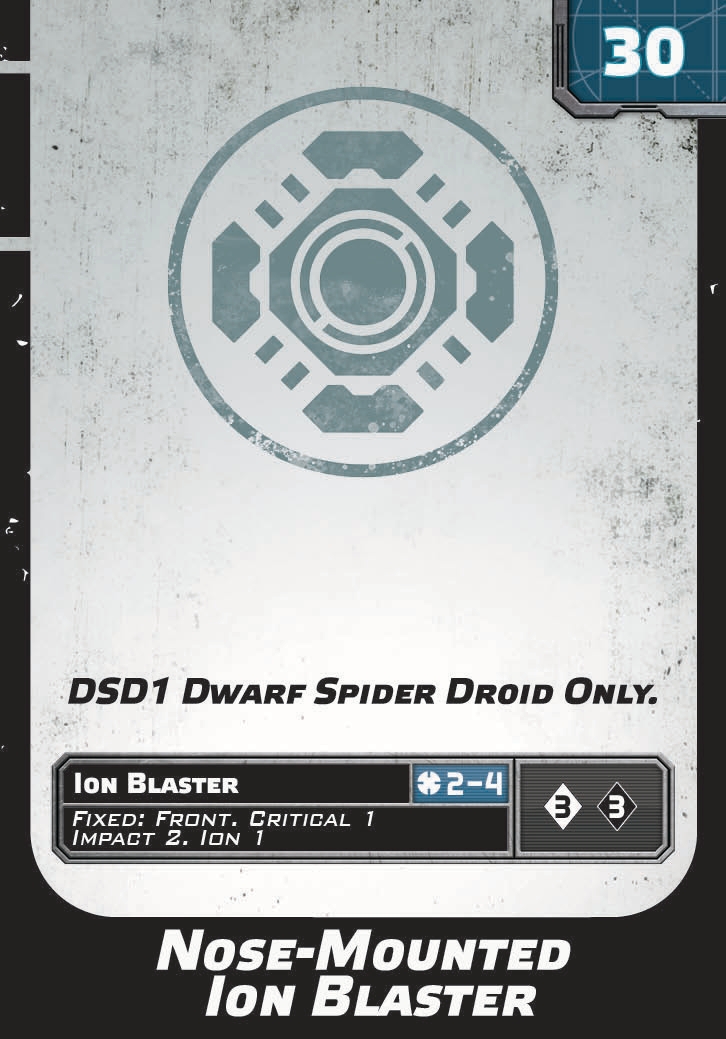 30
DSD1 Dwarf Spider Droid Only.
Ion Blaster 2–4
Fixed: Front. Critical 1
Impact 2. Ion 1
3 3
Nose-Mounted
Ion Blaster